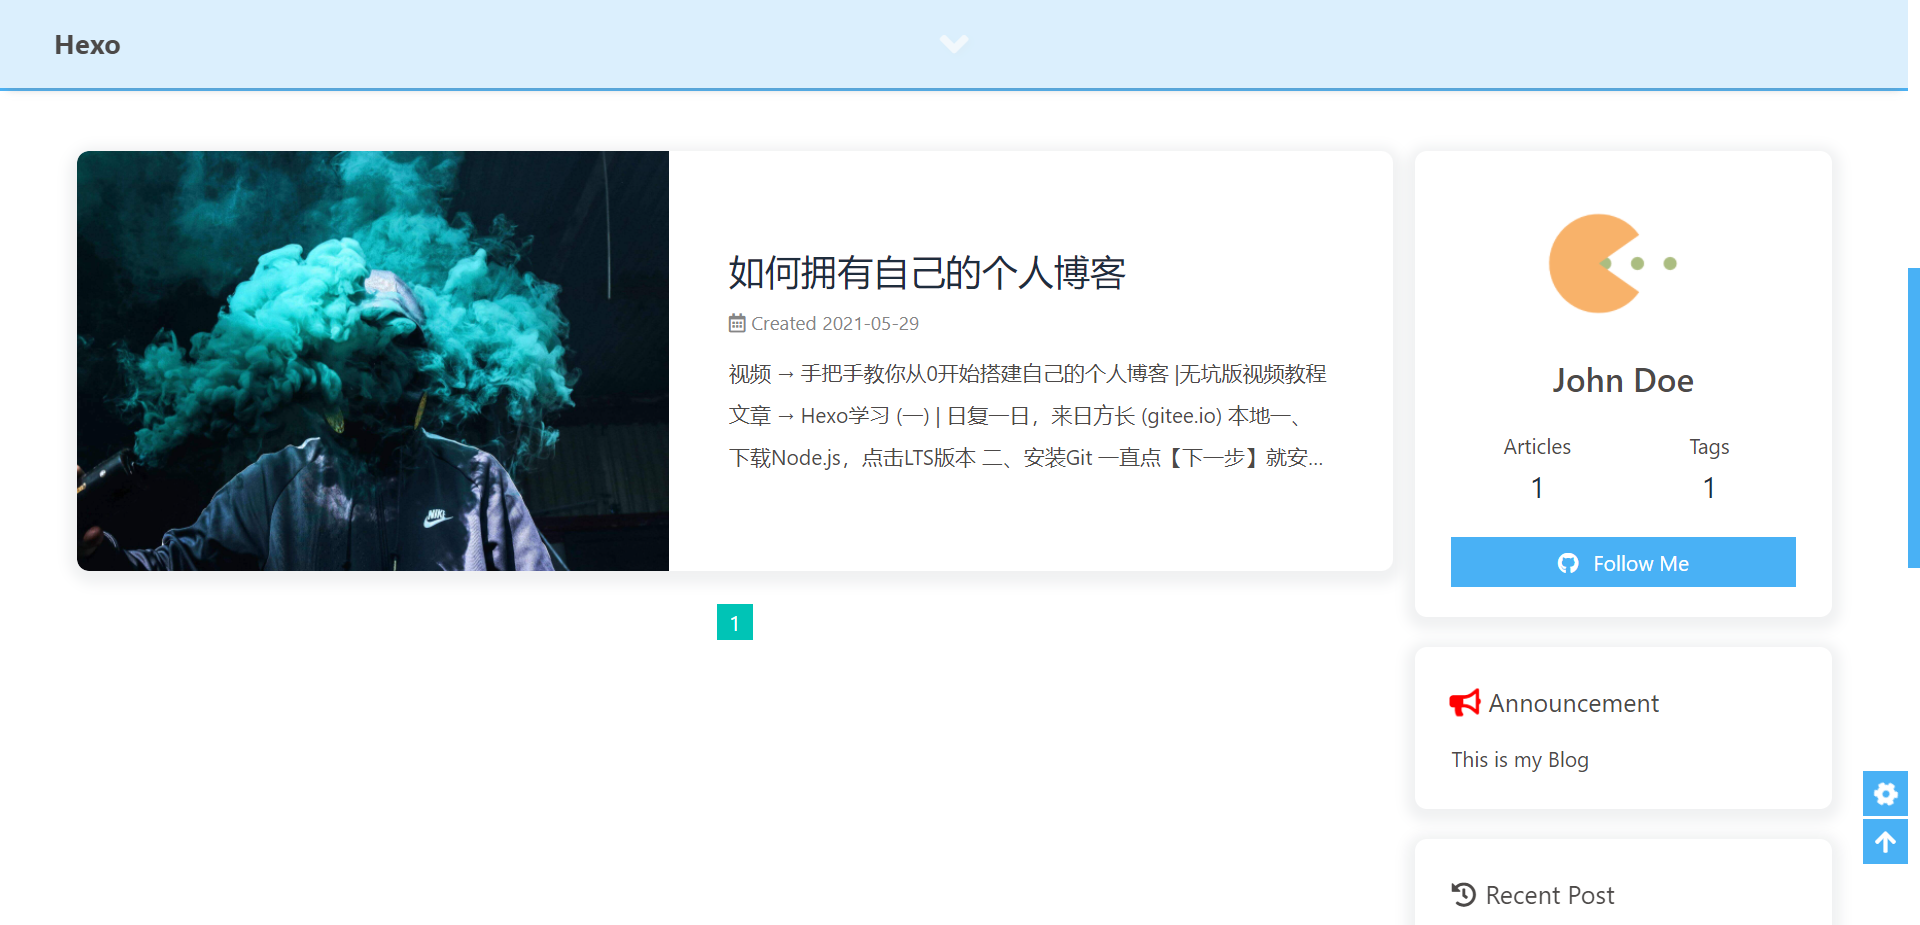 Hexo
如何拥有自己的个人博客
Created 2021-05-29
视频 → 手把手教你从0开始搭建自己的个人博客 |无坑版视频教程
文章 → Hexo学习 (一) | 日复一日，来日方长 (gitee.io) 本地一、
下载Node.js，点击LTS版本 二、安装Git 一直点【下一步】就安...
NIKE
1
John Doe
Articles
Tags
1
1
Follow Me
Announcement
This is my Blog
Recent Post